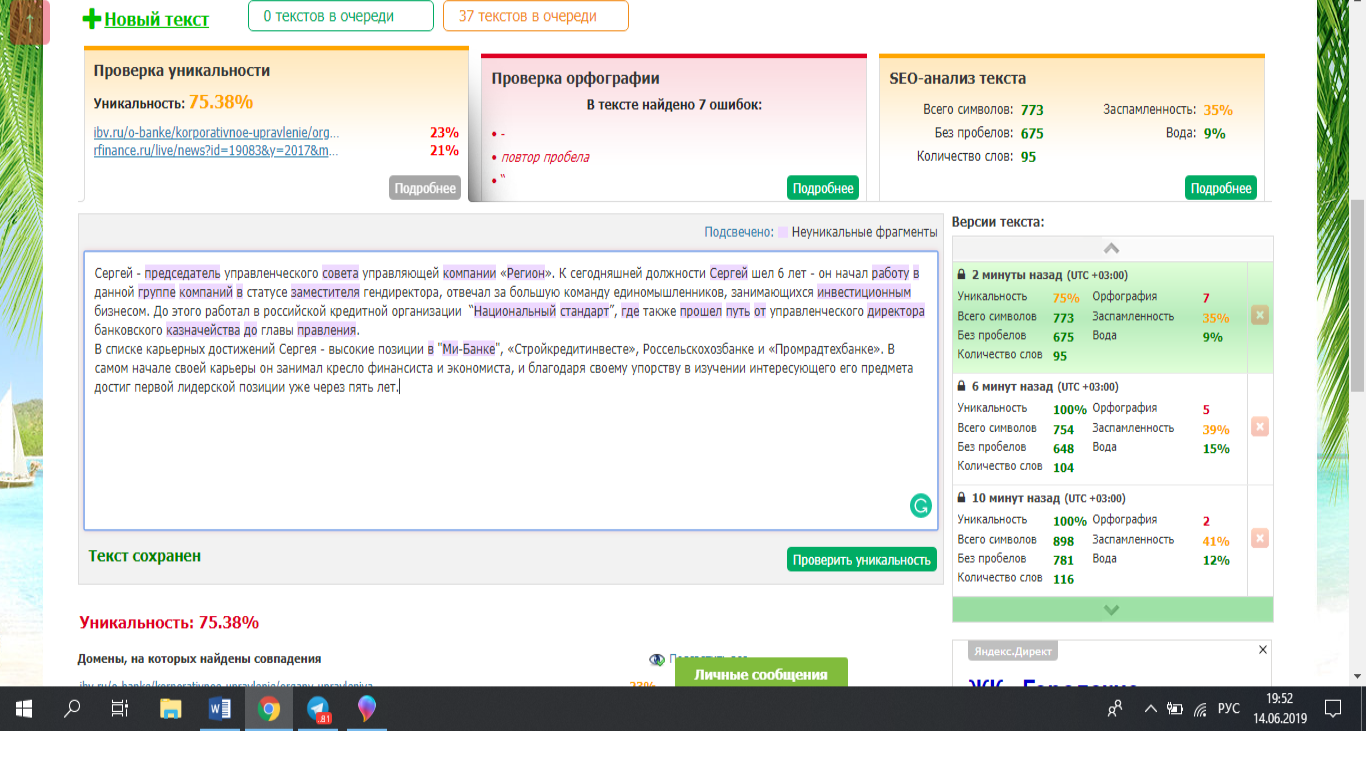 Новый текст
0 текстов в очереди
37 текстов в очереди
Проверка уникальности
Уникальность: 75.38%
ibv.ru/o-banke/korporativnoe-upravlenie/org... 23%
rfinance.ru/live/news?id=19083&y=2017&m... 21%
Подробнее
Проверка орфографии
В тексте найдено 7 ошибок:
• -
• повтор пробела
• “
Подробнее
SEO-анализ текста
Всего символов: 773 Заспамленность: 35%
Без пробелов: 675 Вода: 9%
Количество слов: 95
Подробнее
Подсвечено: Неуникальные фрагменты
Сергей - председатель управленческого совета управляющей компании «Регион». К сегодняшней должности Сергей шел 6 лет - он начал работу в
данной группе компаний в статусе заместителя гендиректора, отвечал за большую команду единомышленников, занимающихся инвестиционным
бизнесом. До этого работал в российской кредитной организации “Национальный стандарт”, где также прошел путь от управленческого директора
банковского казначейства до главы правления.
В списке карьерных достижений Сергея - высокие позиции в "Ми-Банке", «Стройкредитинвесте», Россельскохозбанке и «Промрадтехбанке». В
самом начале своей карьеры он занимал кресло финансиста и экономиста, и благодаря своему упорству в изучении интересующего его предмета
достиг первой лидерской позиции уже через пять лет.
Текст сохранен
Проверить уникальность
Версии текста:
2 минуты назад (UTC +03:00)
Уникальность 75% Орфография 7
Всего символов 773 Заспамленность 35%
Без пробелов 675 Вода 9%
Количество слов 95
6 минут назад (UTC +03:00)
Уникальность 100% Орфография 5
Всего символов 754 Заспамленность 39%
Без пробелов 648 Вода 15%
Количество слов 104
10 минут назад (UTC +03:00)
Уникальность 100% Орфография 2
Всего символов 898 Заспамленность 41%
Без пробелов 781 Вода 12%
Количество слов 116
Уникальность: 75.38%
Домены, на которых найдены совпадения
ibv.ru/o-banke/korporativnoe-upravlenie/organy-upravleniya 23%
Личные сообщения
Яндекс.Директ
81
РУС
19:52
14.06.2019